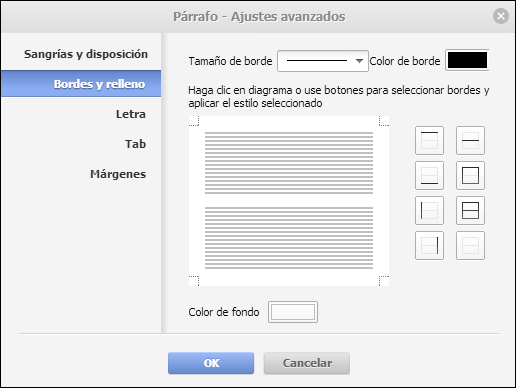 Párrafo - Ajustes avanzados
Sangrías y disposición
Bordes y relleno
Letra
Tab
Márgenes
Tamaño de borde
Color de borde
Haga clic en diagrama o use botones para seleccionar bordes y
aplicar el estilo seleccionado
Color de fondo
OK
Cancelar